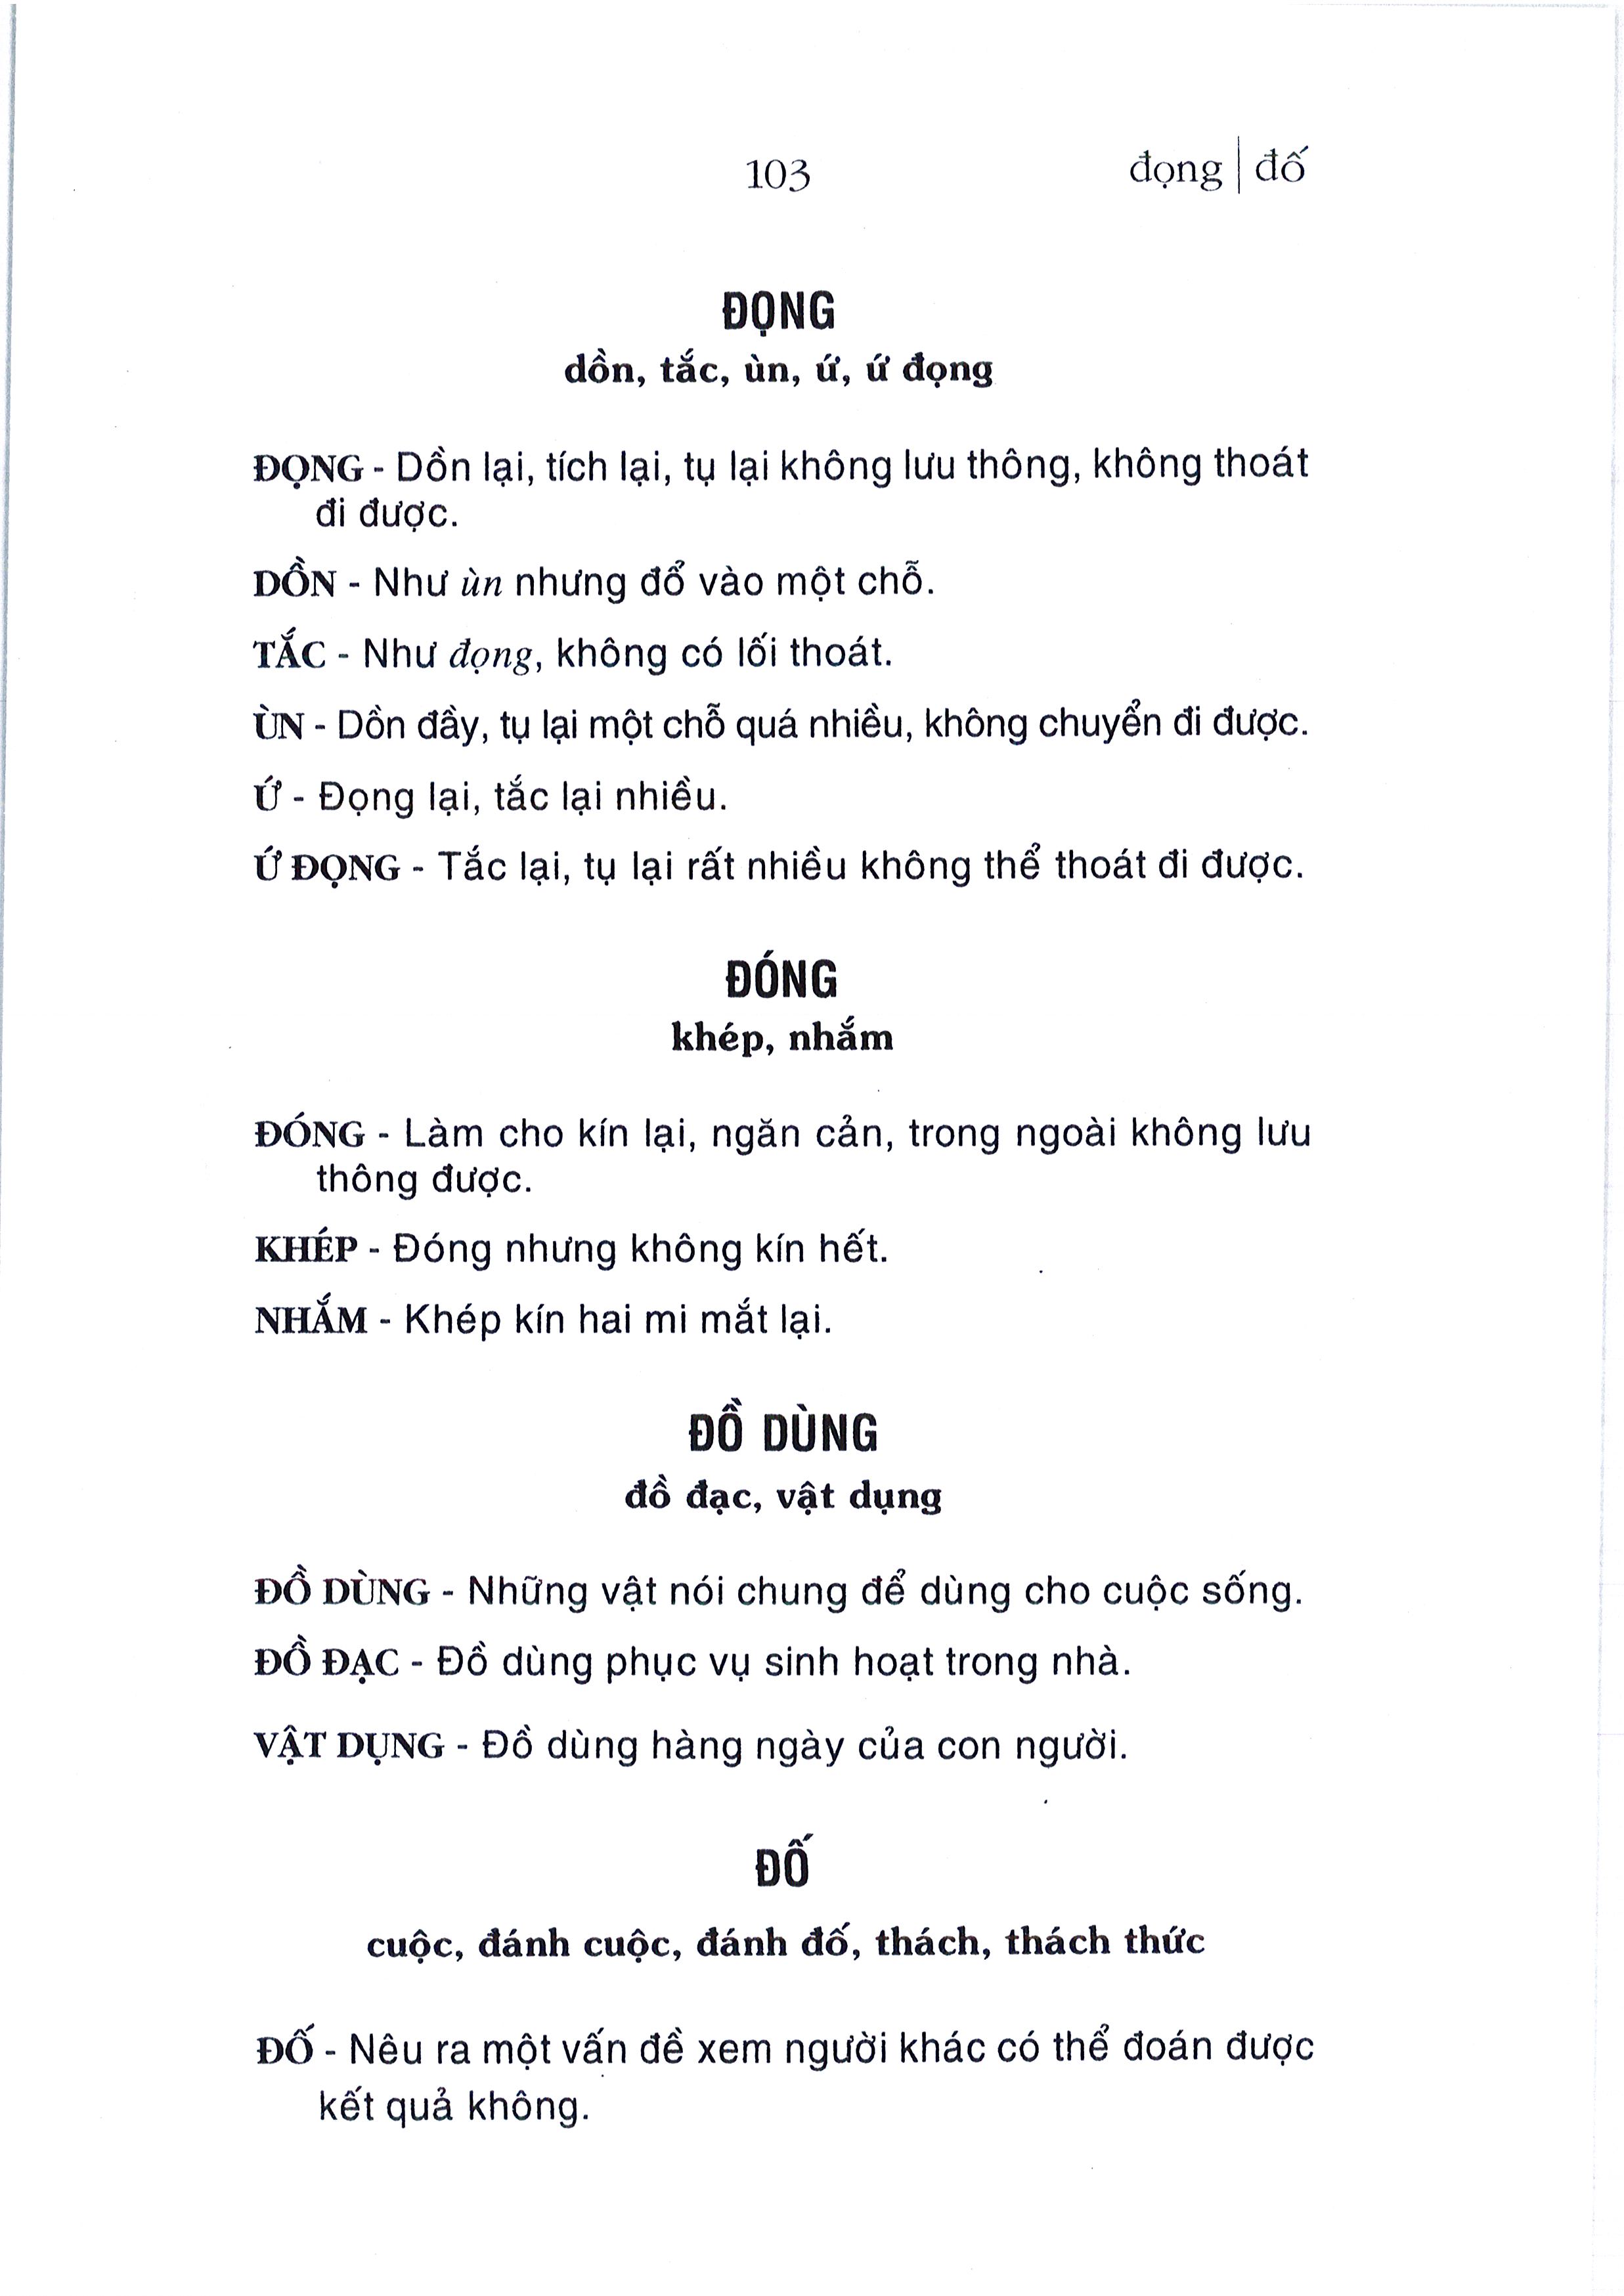 103
đọng | đố
ĐỌNG
dồn, tắc, ùn, ứ, ứ đọng
ĐỌNG - Dồn lại, tích lại, tụ lại không lưu thông, không thoát
đi được.
DỒN - Như ùn nhưng đổ vào một chỗ.
TẮC - Như đọng, không có lối thoát.
ÙN - Dồn đầy, tụ lại một chỗ quá nhiều, không chuyển đi được.
Ứ - Đọng lại, tắc lại nhiều.
Ứ ĐỌNG - Tắc lại, tụ lại rất nhiều không thể thoát đi được.
ĐÓNG
khép, nhắm
ĐÓNG - Làm cho kín lại, ngăn cản, trong ngoài không lưu
thông được.
KHÉP - Đóng nhưng không kín hết.
NHẮM - Khép kín hai mi mắt lại.
ĐỒ DÙNG
đồ đạc, vật dụng
ĐỒ DÙNG - Những vật nói chung để dùng cho cuộc sống.
ĐỒ ĐẠC - Đồ dùng phục vụ sinh hoạt trong nhà.
VẬT DỤNG - Đồ dùng hàng ngày của con người.
ĐỐ
cuộc, đánh cuộc, đánh đố, thách, thách thức
ĐỐ - Nêu ra một vấn đề xem người khác có thể đoán được
kết quả không.